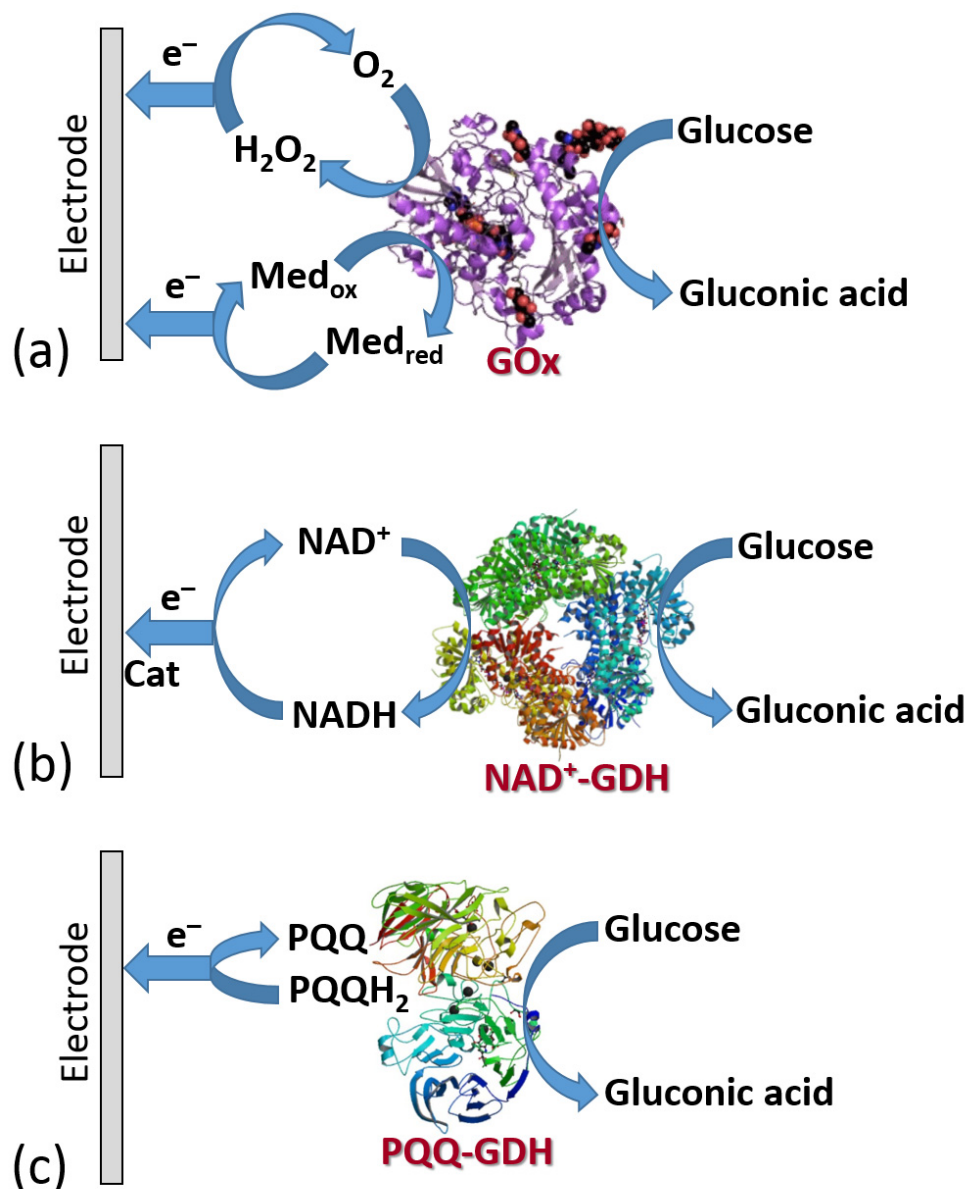 Electrode
e⁻
O₂
H₂O₂
Glucose
e⁻
Medₒₓ
Med_red
Gluconic acid
GOx
(a)
Electrode
NAD⁺
Glucose
e⁻
Cat
NADH
Gluconic acid
NAD⁺-GDH
(b)
Electrode
e⁻
PQQ
PQQH₂
Glucose
Gluconic acid
PQQ-GDH
(c)